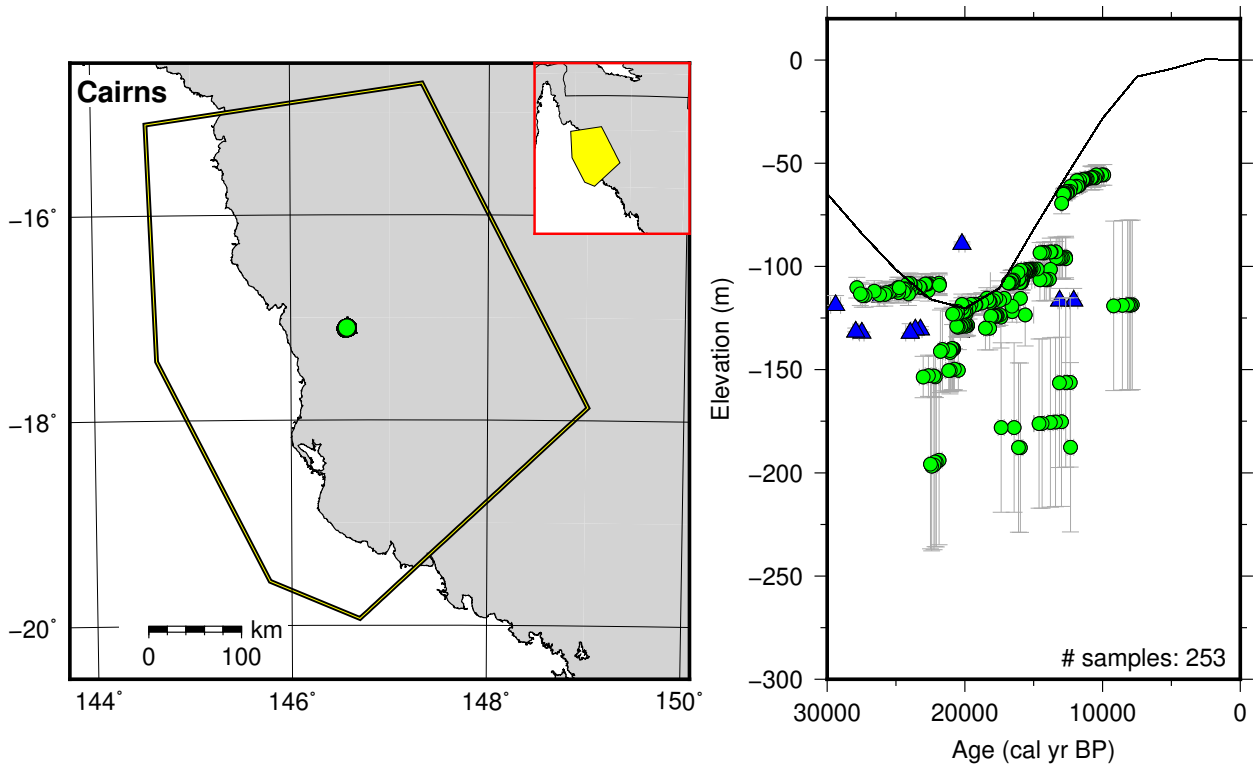 Cairns
−16˚
−18˚
−20˚
km
0 100
144˚ 146˚ 148˚ 150˚
0
−50
−100
−150
−200
−250
−300
Elevation (m)
# samples: 253
30000 20000 10000 0
Age (cal yr BP)